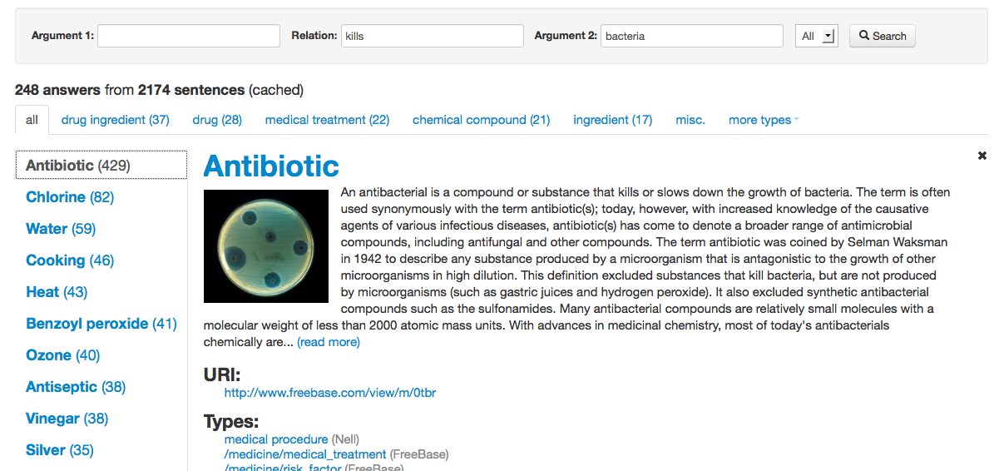 Argument 1: Relation: kills Argument 2: bacteria All Search
248 answers from 2174 sentences (cached)
all drug ingredient (37) drug (28) medical treatment (22) chemical compound (21) ingredient (17) misc. more types
Antibiotic (429)
Chlorine (82)
Water (59)
Cooking (46)
Heat (43)
Benzoyl peroxide (41)
Ozone (40)
Antiseptic (38)
Vinegar (38)
Silver (35)
Antibiotic
An antibacterial is a compound or substance that kills or slows down the growth of bacteria. The term is often
used synonymously with the term antibiotic(s); today, however, with increased knowledge of the causative
agents of various infectious diseases, antibiotic(s) has come to denote a broader range of antimicrobial
compounds, including antifungal and other compounds. The term antibiotic was coined by Selman Waksman
in 1942 to describe any substance produced by a microorganism that is antagonistic to the growth of other
microorganisms in high dilution. This definition excluded substances that kill bacteria, but are not produced
by microorganisms (such as gastric juices and hydrogen peroxide). It also excluded synthetic antibacterial
compounds such as the sulfonamides. Many antibacterial compounds are relatively small molecules with a
molecular weight of less than 2000 atomic mass units. With advances in medicinal chemistry, most of today's antibacterials
chemically are... (read more)
URI:
http://www.freebase.com/view/m/0tbr
Types:
medical procedure (Nell)
/medicine/medical_treatment (FreeBase)
/medicine/risk_factor (FreeBase)